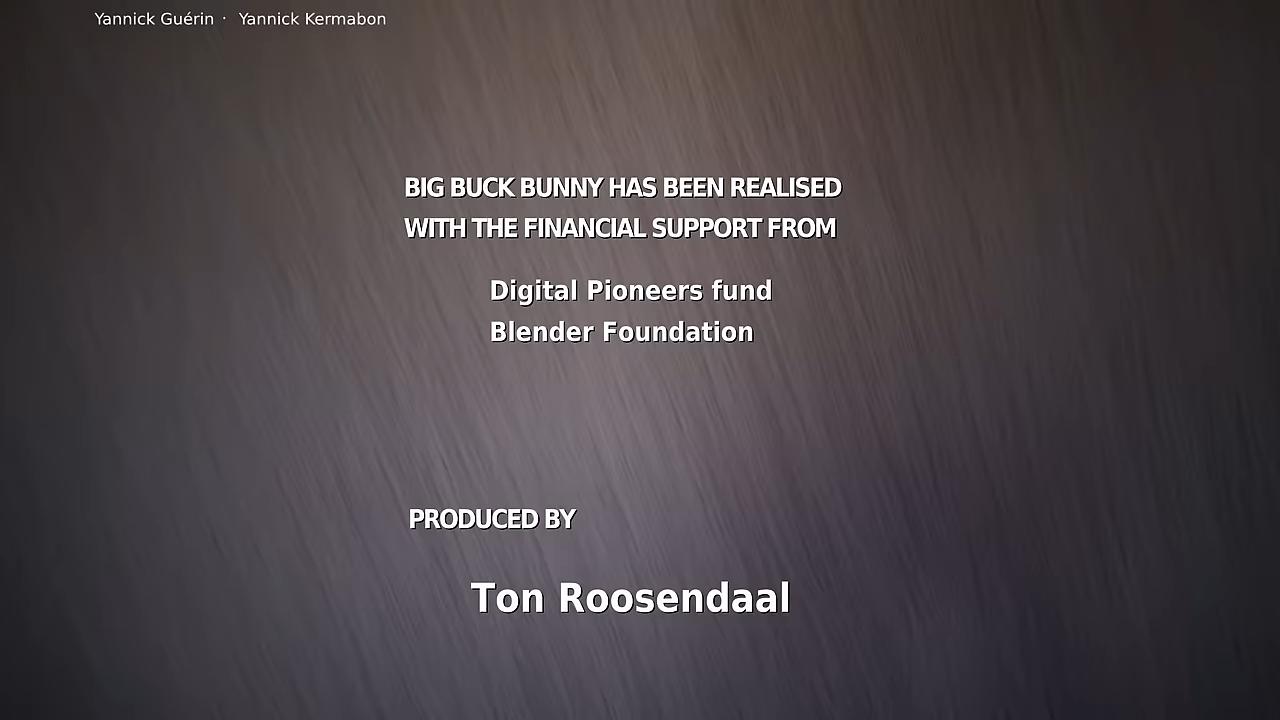 Yannick Guérin · Yannick Kermabon
BIG BUCK BUNNY HAS BEEN REALISED
WITH THE FINANCIAL SUPPORT FROM
Digital Pioneers fund
Blender Foundation
PRODUCED BY
Ton Roosendaal